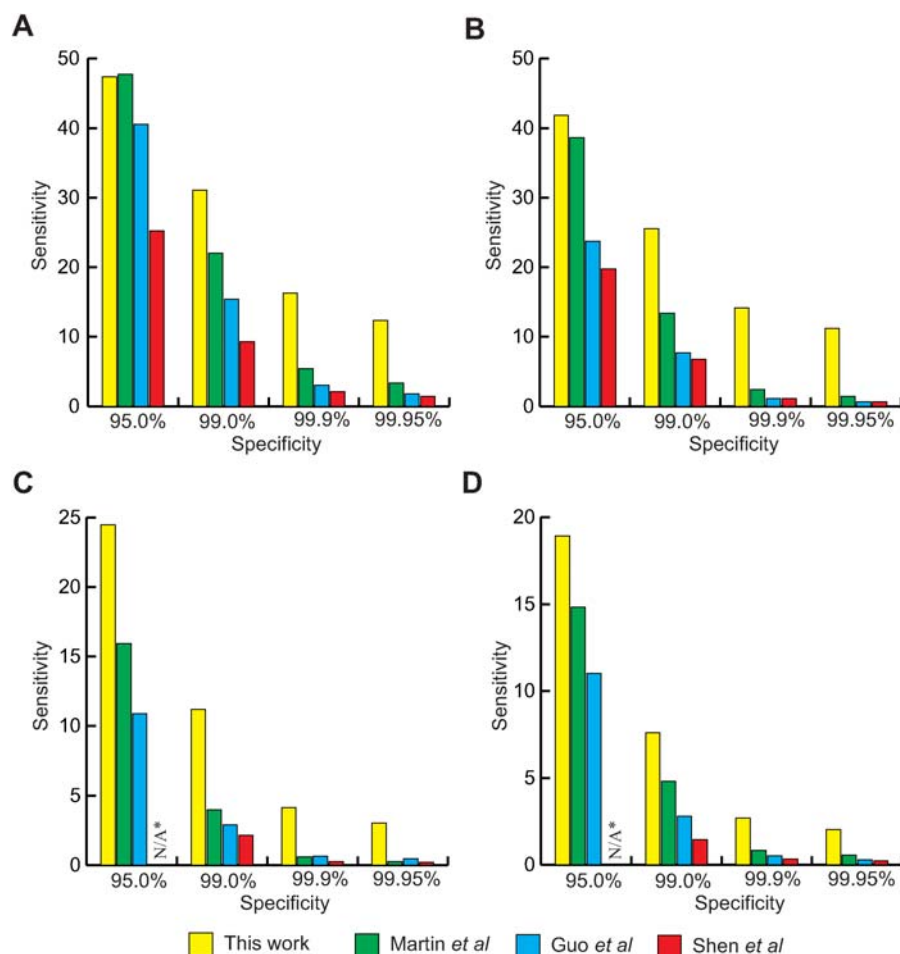 A
50
40
30
20
10
0
Sensitivity
95.0% 99.0% 99.9% 99.95%
Specificity
B
50
40
30
20
10
0
Sensitivity
95.0% 99.0% 99.9% 99.95%
Specificity
C
25
20
15
10
5
0
Sensitivity
N/A*
95.0% 99.0% 99.9% 99.95%
Specificity
D
20
15
10
5
0
Sensitivity
N/A*
95.0% 99.0% 99.9% 99.95%
Specificity
This work Martin et al Guo et al Shen et al